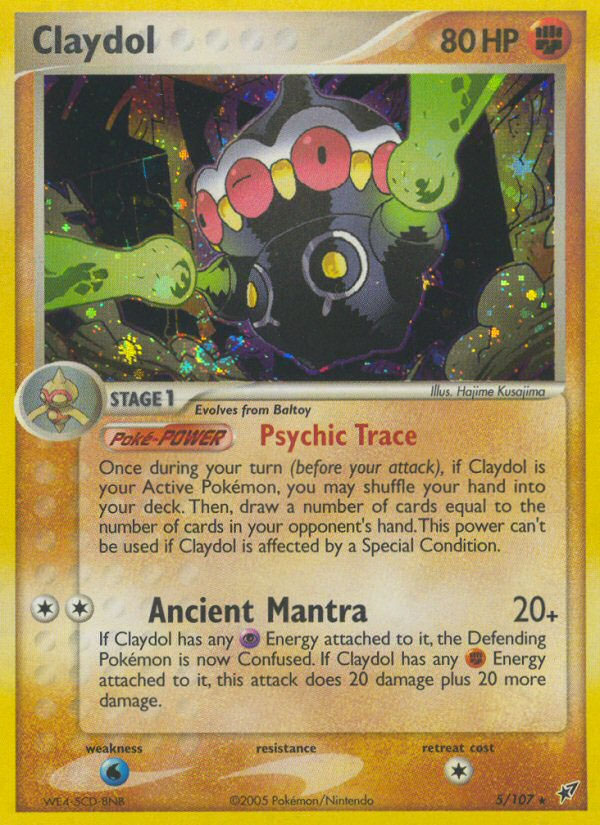 Claydol
80 HP
Illus. Hajime Kusajima
STAGE 1
Evolves from Baltoy
Poké-POWER Psychic Trace
Once during your turn (before your attack), if Claydol is
your Active Pokémon, you may shuffle your hand into
your deck. Then, draw a number of cards equal to the
number of cards in your opponent's hand. This power can't
be used if Claydol is affected by a Special Condition.
Ancient Mantra 20+
If Claydol has any Energy attached to it, the Defending
Pokémon is now Confused. If Claydol has any Energy
attached to it, this attack does 20 damage plus 20 more
damage.
weakness resistance retreat cost
WE4-5CD-8NB ©2005 Pokémon/Nintendo 5/107 ★